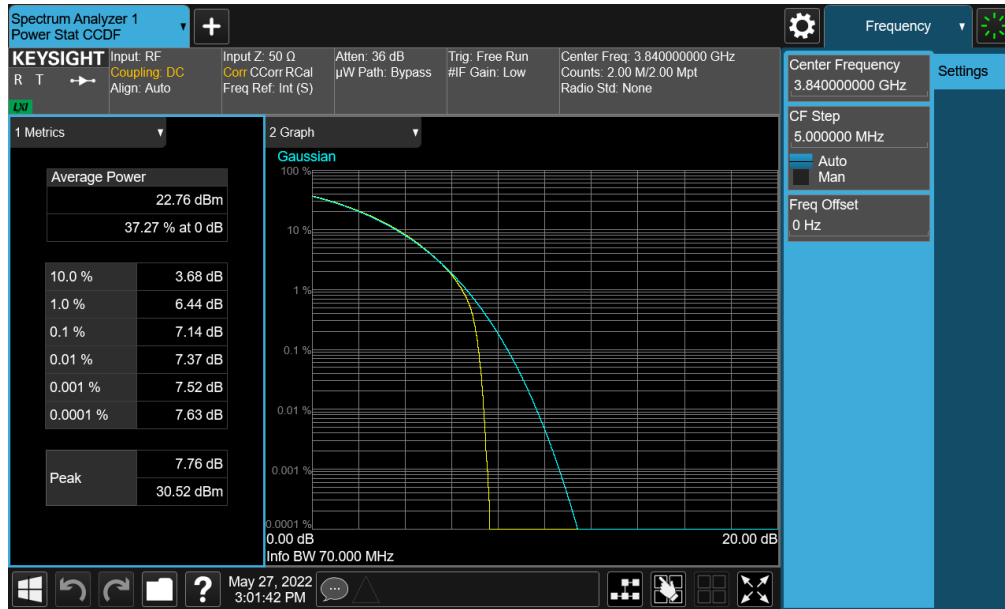 Spectrum Analyzer 1
Power Stat CCDF
Frequency
KEYSIGHT
R T
LXI
Input: RF
Coupling: DC
Align: Auto
Input Z: 50 Ω
Corr CCorr RCal
Freq Ref: Int (S)
Atten: 36 dB
µW Path: Bypass
Trig: Free Run
#IF Gain: Low
Center Freq: 3.840000000 GHz
Counts: 2.00 M/2.00 Mpt
Radio Std: None
Center Frequency
3.840000000 GHz
Settings
CF Step
5.000000 MHz
Auto
Man
Freq Offset
0 Hz
1 Metrics
Average Power
22.76 dBm
37.27 % at 0 dB
10.0 % 3.68 dB
1.0 % 6.44 dB
0.1 % 7.14 dB
0.01 % 7.37 dB
0.001 % 7.52 dB
0.0001 % 7.63 dB
Peak
7.76 dB
30.52 dBm
2 Graph
Gaussian
100 %
10 %
1 %
0.1 %
0.01 %
0.001 %
0.0001 %
0.00 dB 20.00 dB
Info BW 70.000 MHz
?
May 27, 2022
3:01:42 PM